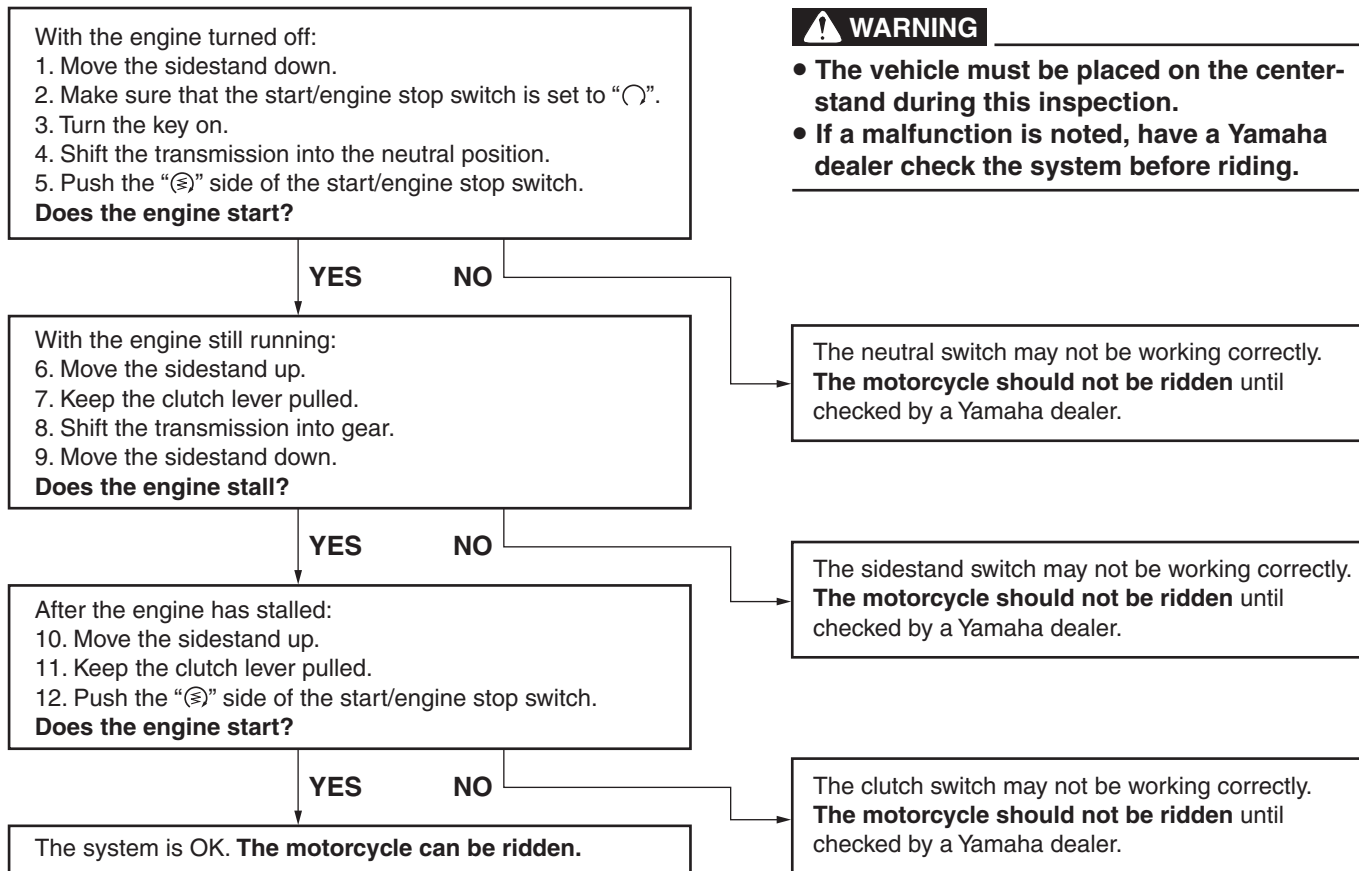 With the engine turned off:
1. Move the sidestand down.
2. Make sure that the start/engine stop switch is set to “○”.
3. Turn the key on.
4. Shift the transmission into the neutral position.
5. Push the “” side of the start/engine stop switch.
Does the engine start?
WARNING
• The vehicle must be placed on the center-
stand during this inspection.
• If a malfunction is noted, have a Yamaha
dealer check the system before riding.
YES NO
With the engine still running:
6. Move the sidestand up.
7. Keep the clutch lever pulled.
8. Shift the transmission into gear.
9. Move the sidestand down.
Does the engine stall?
The neutral switch may not be working correctly.
The motorcycle should not be ridden until
checked by a Yamaha dealer.
YES NO
After the engine has stalled:
10. Move the sidestand up.
11. Keep the clutch lever pulled.
12. Push the “” side of the start/engine stop switch.
Does the engine start?
The sidestand switch may not be working correctly.
The motorcycle should not be ridden until
checked by a Yamaha dealer.
YES NO
The system is OK. The motorcycle can be ridden.
The clutch switch may not be working correctly.
The motorcycle should not be ridden until
checked by a Yamaha dealer.